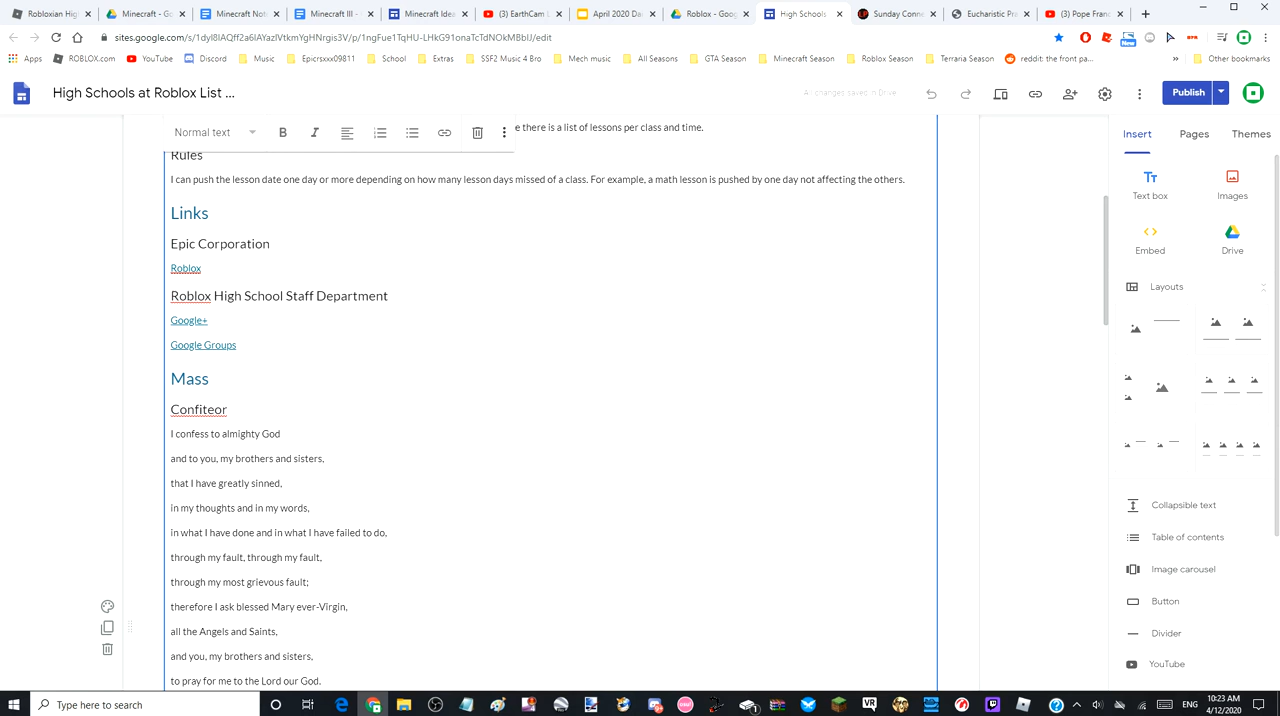 Robloxian Hig
Minecraft - Go
Minecraft Not
Minecraft III -
Minecraft Idea
(3) EarthCam L
April 2020 Dai
Roblox - Goog
High Schools
Sunday Conne
Eucharistic Pra
(3) Pope Franc
sites.google.com/s/1dyI8IAQff2a6IAYazIVtkmYgHNrgis3V/p/1ngFue1TqHU-LHkG91onaTcTdNOkMBbiJ/edit
Apps
ROBLOX.com
YouTube
Discord
Music
Epicrsxxx09811
School
Extras
SSF2 Music 4 Bro
Mech music
All Seasons
GTA Season
Minecraft Season
Roblox Season
Terraria Season
reddit: the front pa...
Other bookmarks
High Schools at Roblox List ...
All changes saved in Drive
Publish
Normal text
e there is a list of lessons per class and time.
Insert
Pages
Themes
Rules
I can push the lesson date one day or more depending on how many lesson days missed of a class. For example, a math lesson is pushed by one day not affecting the others.
Links
Epic Corporation
Roblox
Roblox High School Staff Department
Google+
Google Groups
Mass
Confiteor
I confess to almighty God
and to you, my brothers and sisters,
that I have greatly sinned,
in my thoughts and in my words,
in what I have done and in what I have failed to do,
through my fault, through my fault,
through my most grievous fault;
therefore I ask blessed Mary ever-Virgin,
all the Angels and Saints,
and you, my brothers and sisters,
to pray for me to the Lord our God.
Text box
Images
Embed
Drive
Layouts
Collapsible text
Table of contents
Image carousel
Button
Divider
YouTube
Type here to search
ENG
10:23 AM
4/12/2020